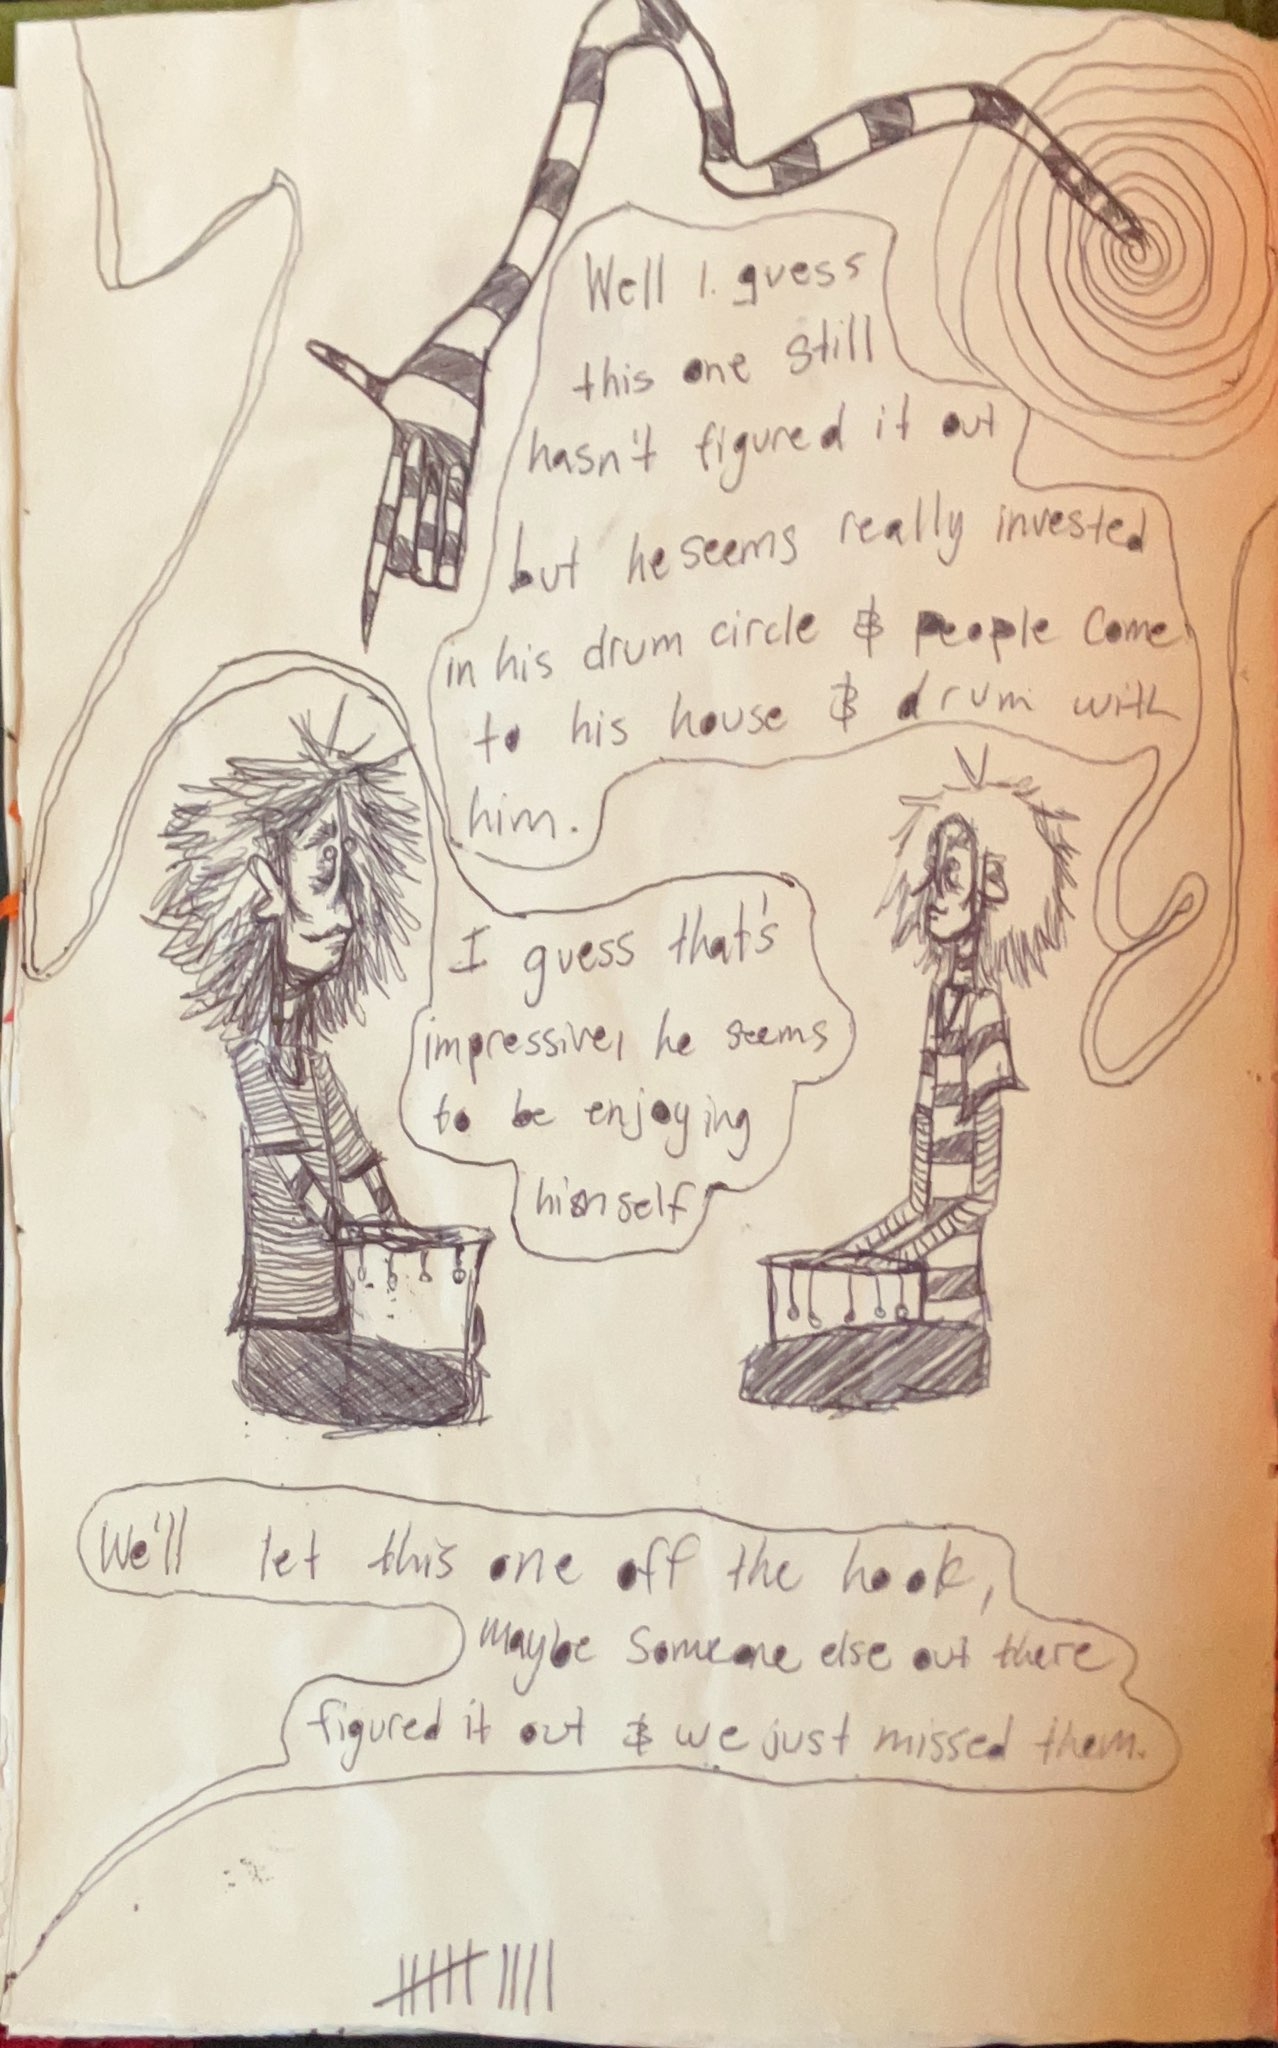 Well I guess
this one still
hasn't figured it out
but he seems really invested
in his drum circle & people come
to his house & drum with
him.
I guess that's
impressive, he seems
to be enjoying
himself
We'll let this one off the hook,
maybe someone else out there
figured it out & we just missed them.